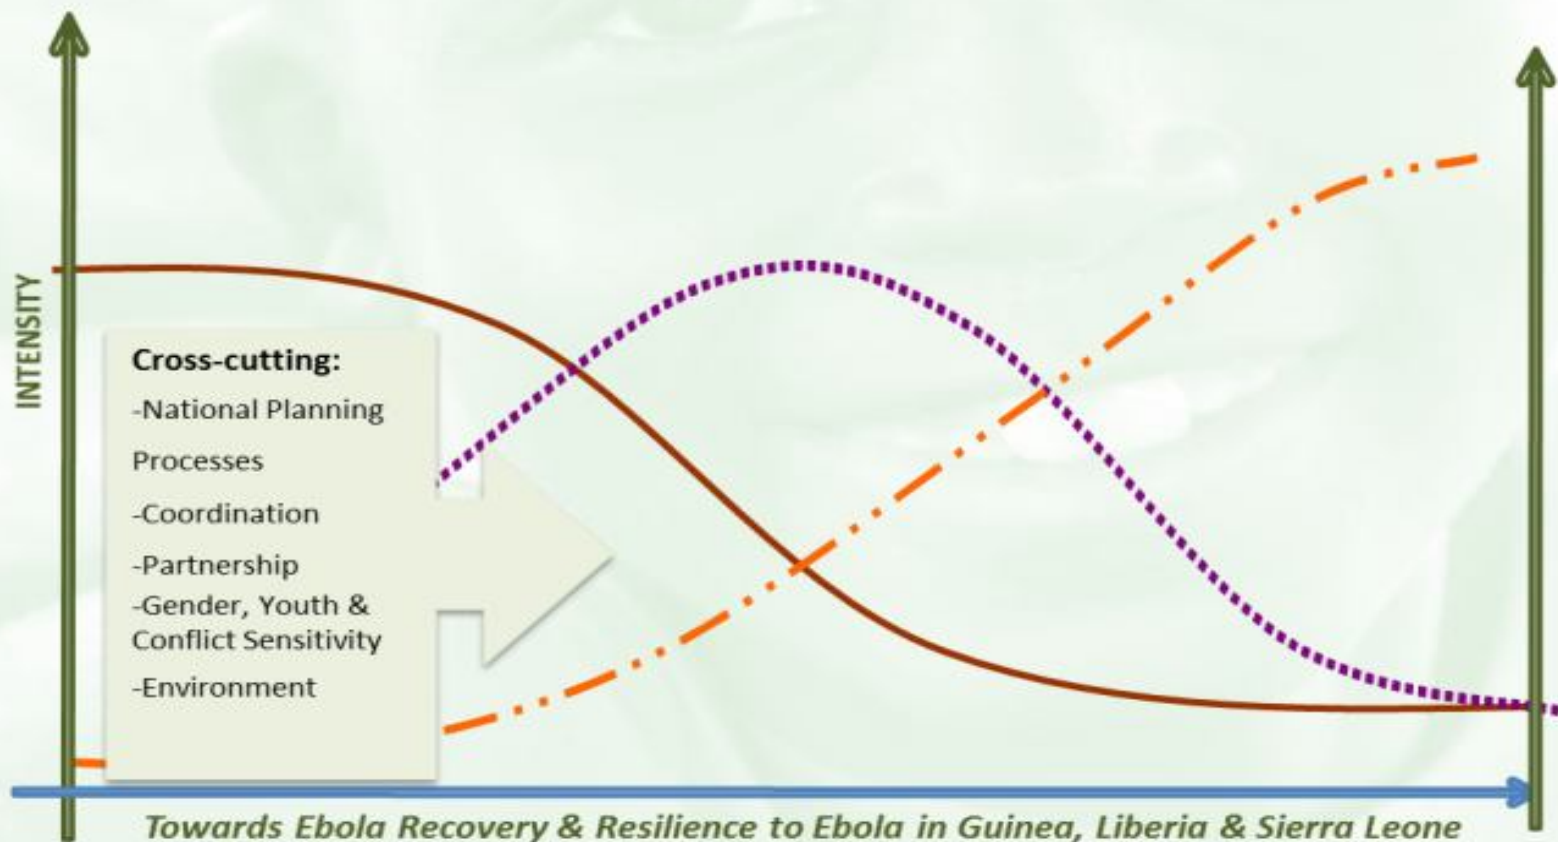 INTENSITY
Cross-cutting:
-National Planning
Processes
-Coordination
-Partnership
-Gender, Youth &
Conflict Sensitivity
-Environment
Towards Ebola Recovery & Resilience to Ebola in Guinea, Liberia & Sierra Leone